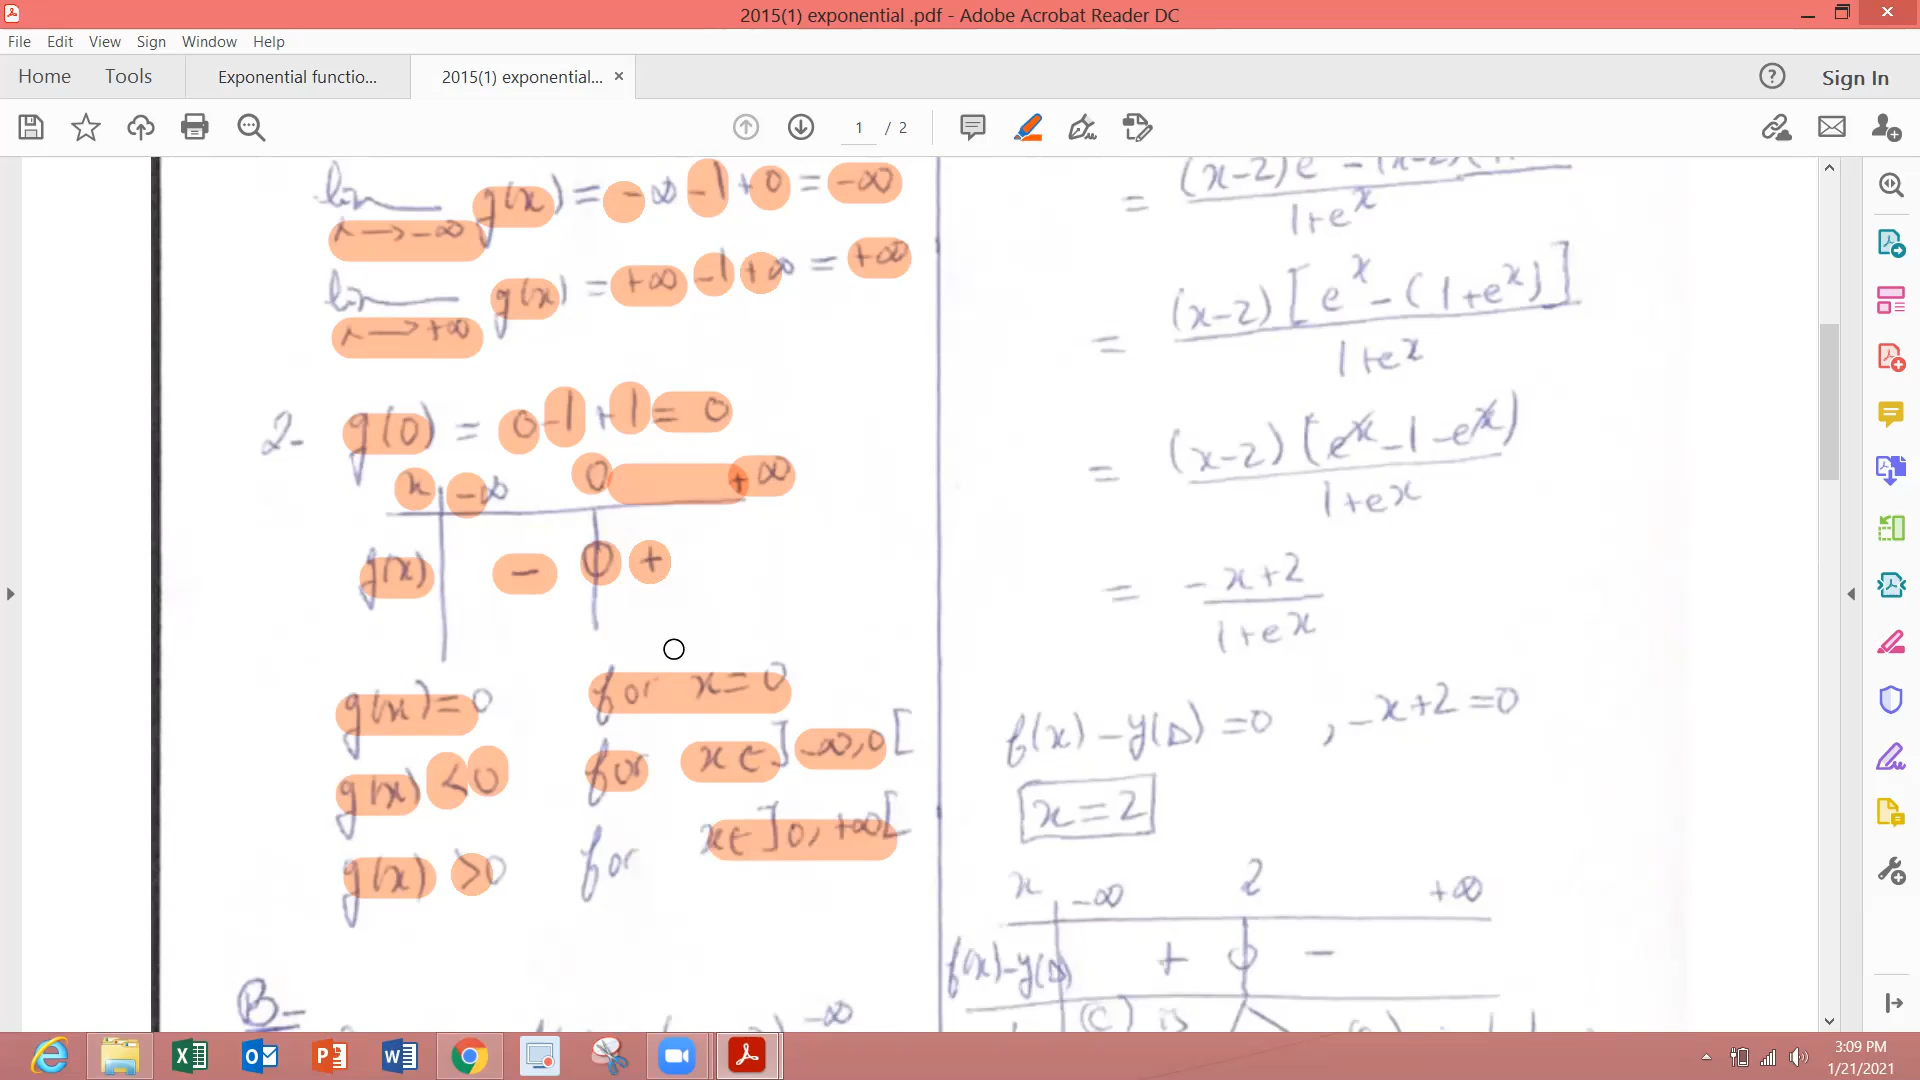 2015(1) exponential .pdf - Adobe Acrobat Reader DC
File Edit View Sign Window Help
Home Tools Exponential functio... 2015(1) exponential... × Sign In
1 / 2
lim g(x) = -∞ -1 + 0 = -∞
x → -∞
lim g(x) = +∞ -1 + ∞ = +∞
x → +∞
2- g(0) = 0 -1 + 1 = 0
x -∞ 0 + ∞
g(x) - 0 +
g(x) = 0 for x = 0
g(x) < 0 for x ∈ ]-∞, 0[
g(x) > 0 for x ∈ ]0, +∞[
B-
-∞
= 1+e^x
= (x-2)[e^x - (1+e^x)] / 1+e^x
= (x-2)(e^x - 1 - e^x) / 1+e^x
= -x+2 / 1+e^x
f(x) - y(Δ) = 0 , -x+2 = 0
x = 2
x -∞ 2 +∞
f(x)-y(Δ) + 0 -
(C) is
3:09 PM
1/21/2021